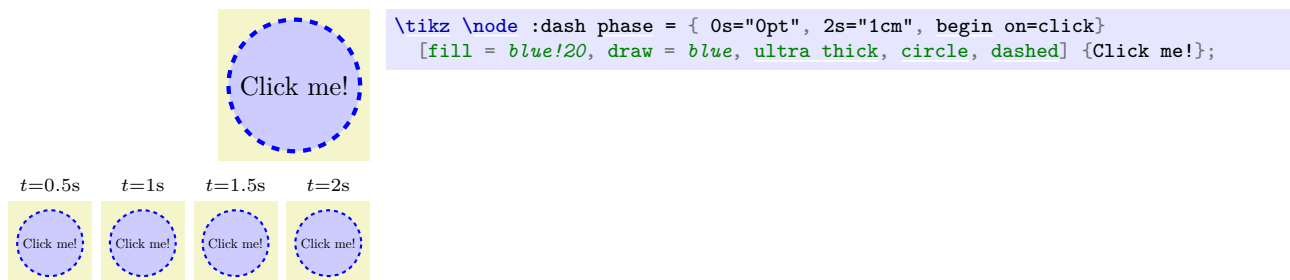 Click me!
\tikz \node :dash phase = { 0s="0pt", 2s="1cm", begin on=click}
[fill = blue!20, draw = blue, ultra thick, circle, dashed] {Click me!};
t=0.5s t=1s t=1.5s t=2s
Click me! Click me! Click me! Click me!